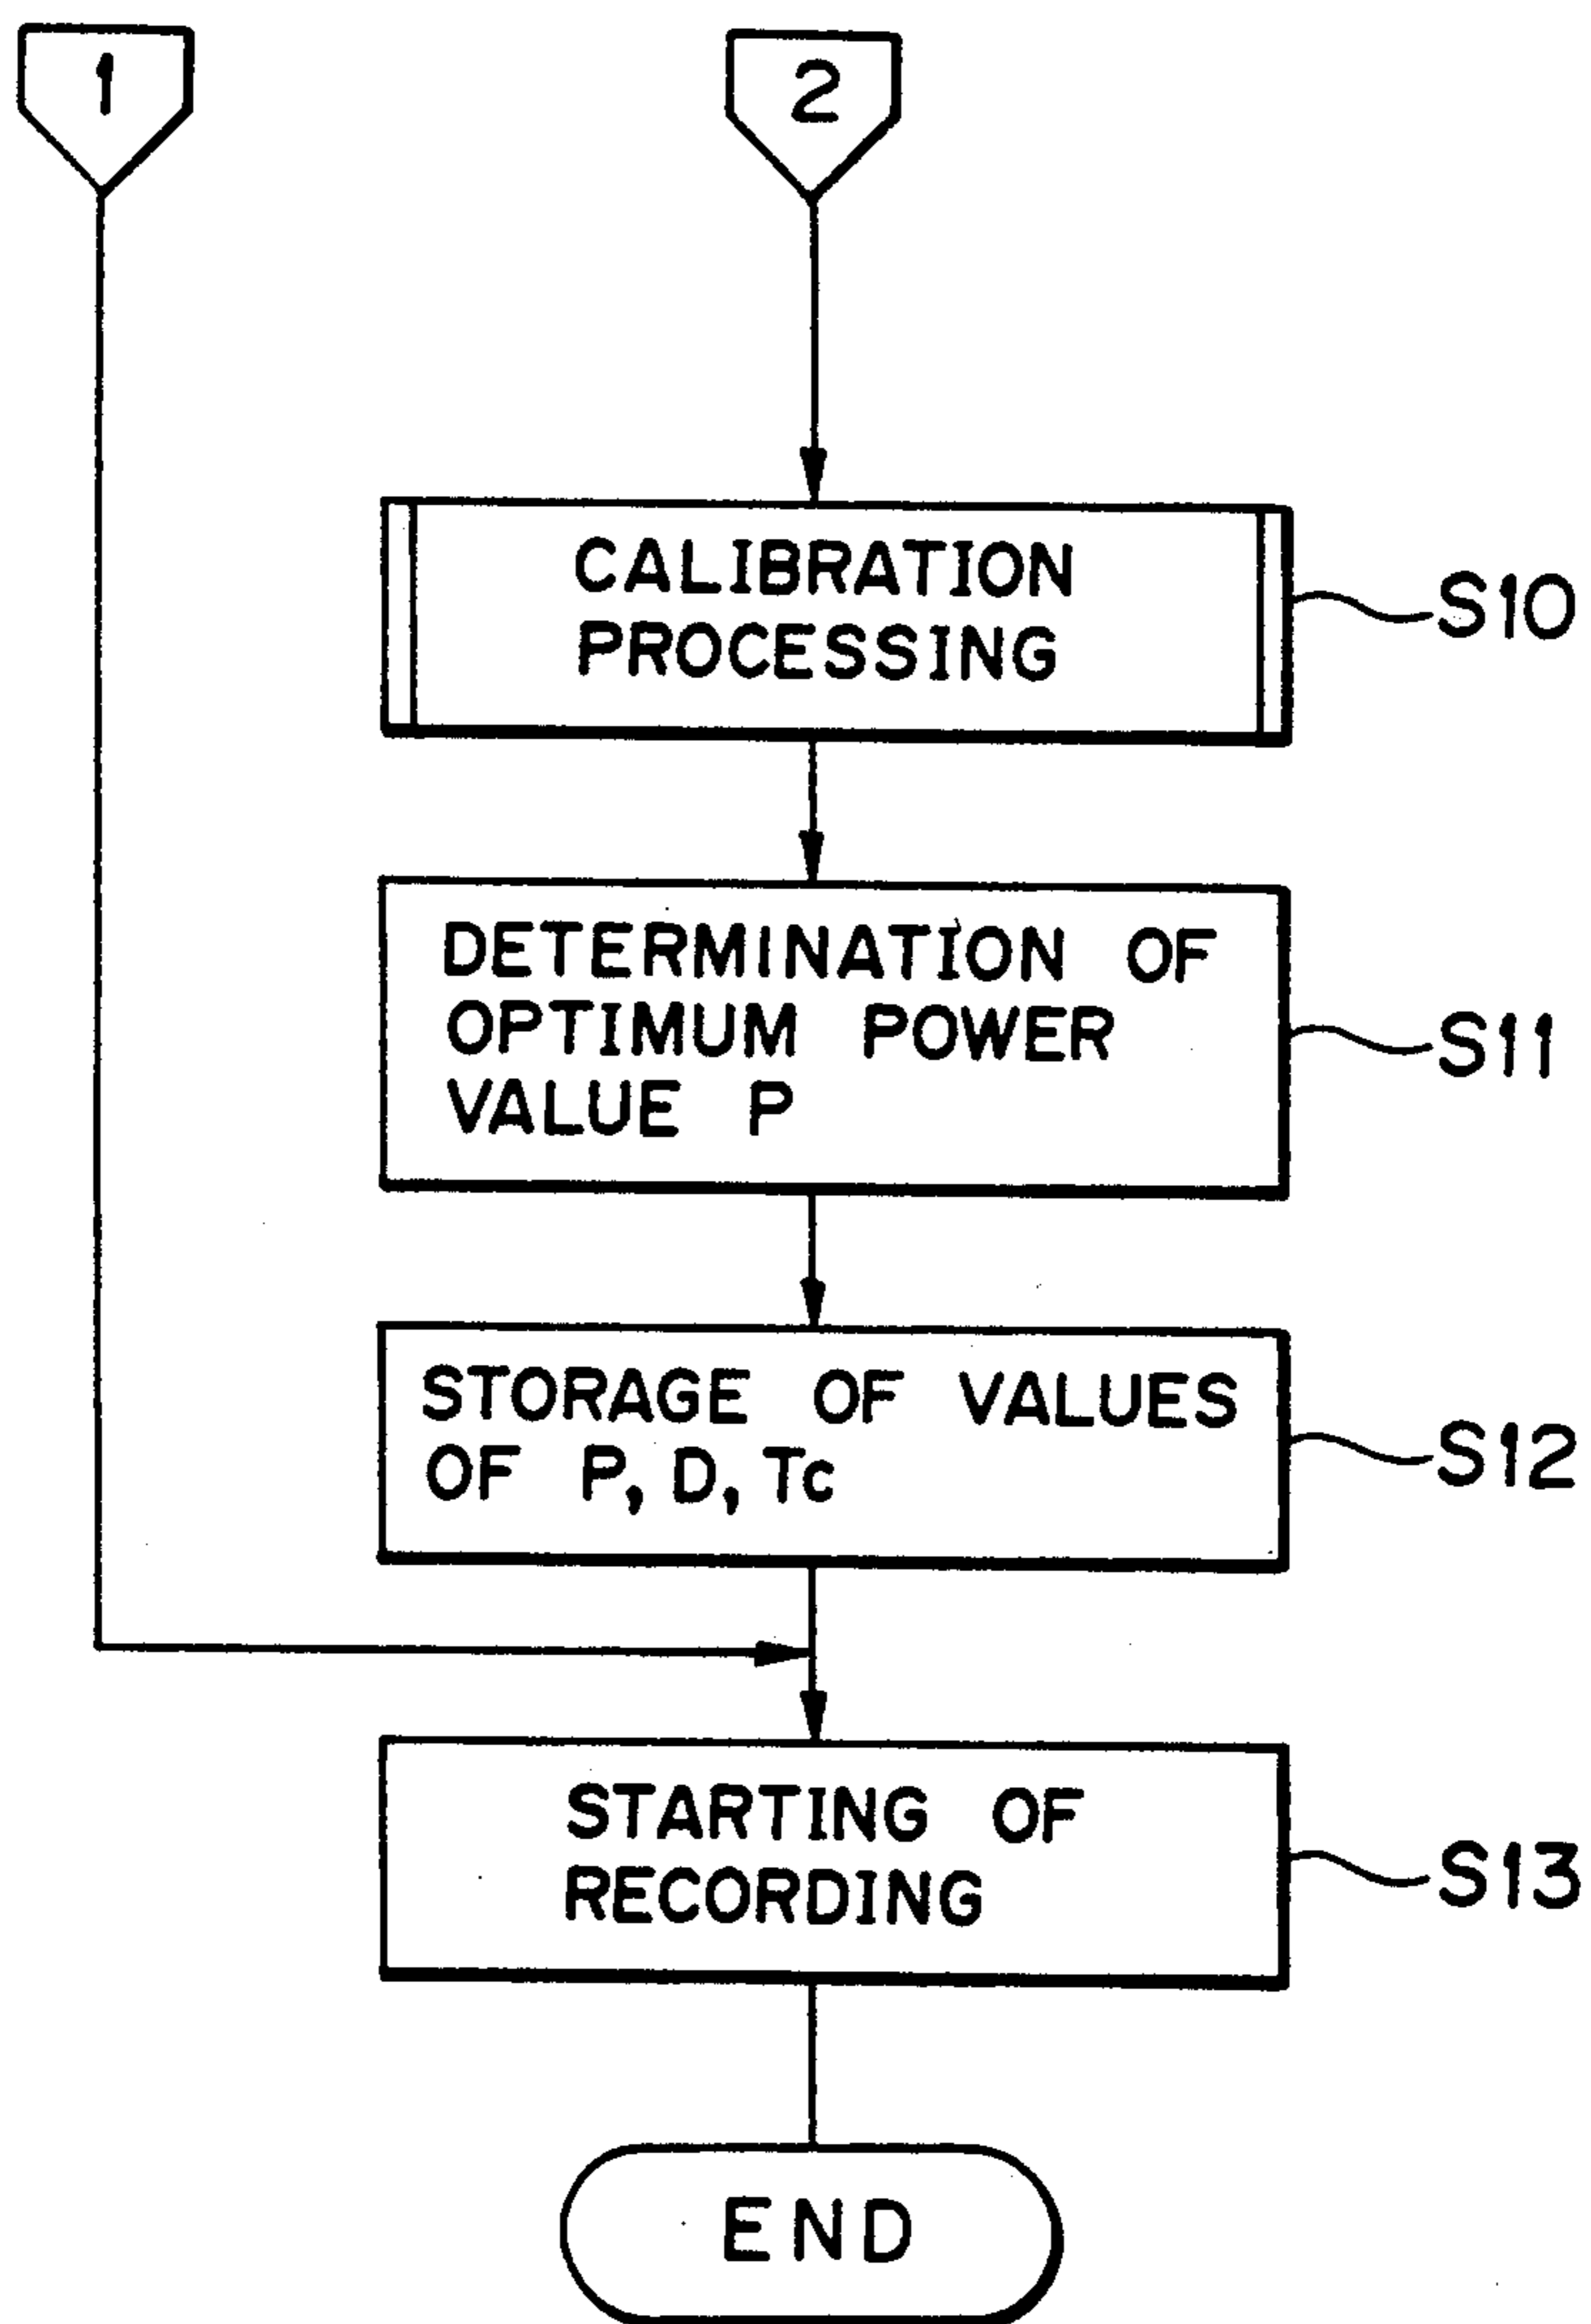 1
2
CALIBRATION
PROCESSING
S10
DETERMINATION OF
OPTIMUM POWER
VALUE P
S11
STORAGE OF VALUES
OF P, D, Tc
S12
STARTING OF
RECORDING
S13
END